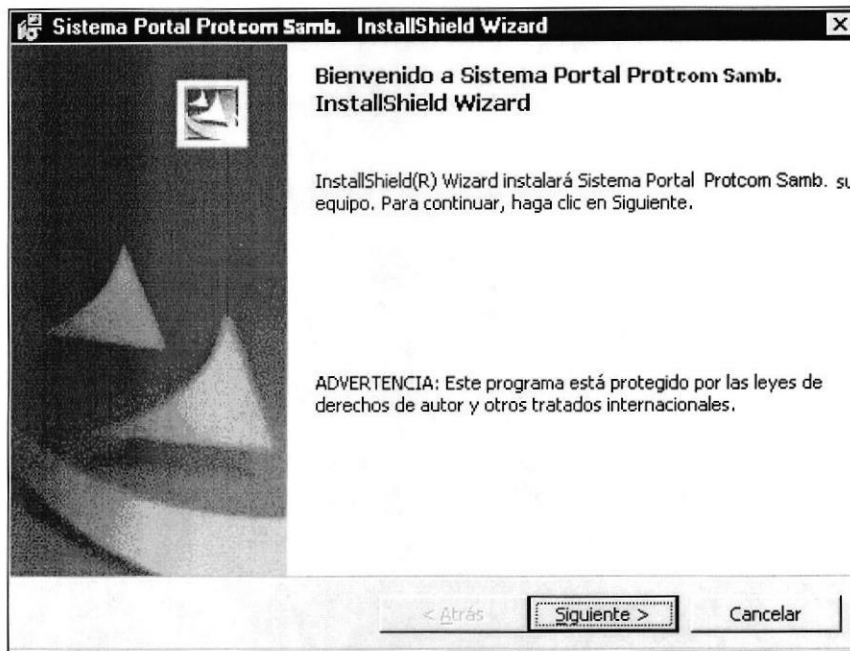 Sistema Portal Protcom Samb. InstallShield Wizard
Bienvenido a Sistema Portal Protcom Samb.
InstallShield Wizard
InstallShield(R) Wizard instalará Sistema Portal Protcom Samb. su
equipo. Para continuar, haga clic en Siguiente.
ADVERTENCIA: Este programa está protegido por las leyes de
derechos de autor y otros tratados internacionales.
< Atrás Siguiente > Cancelar